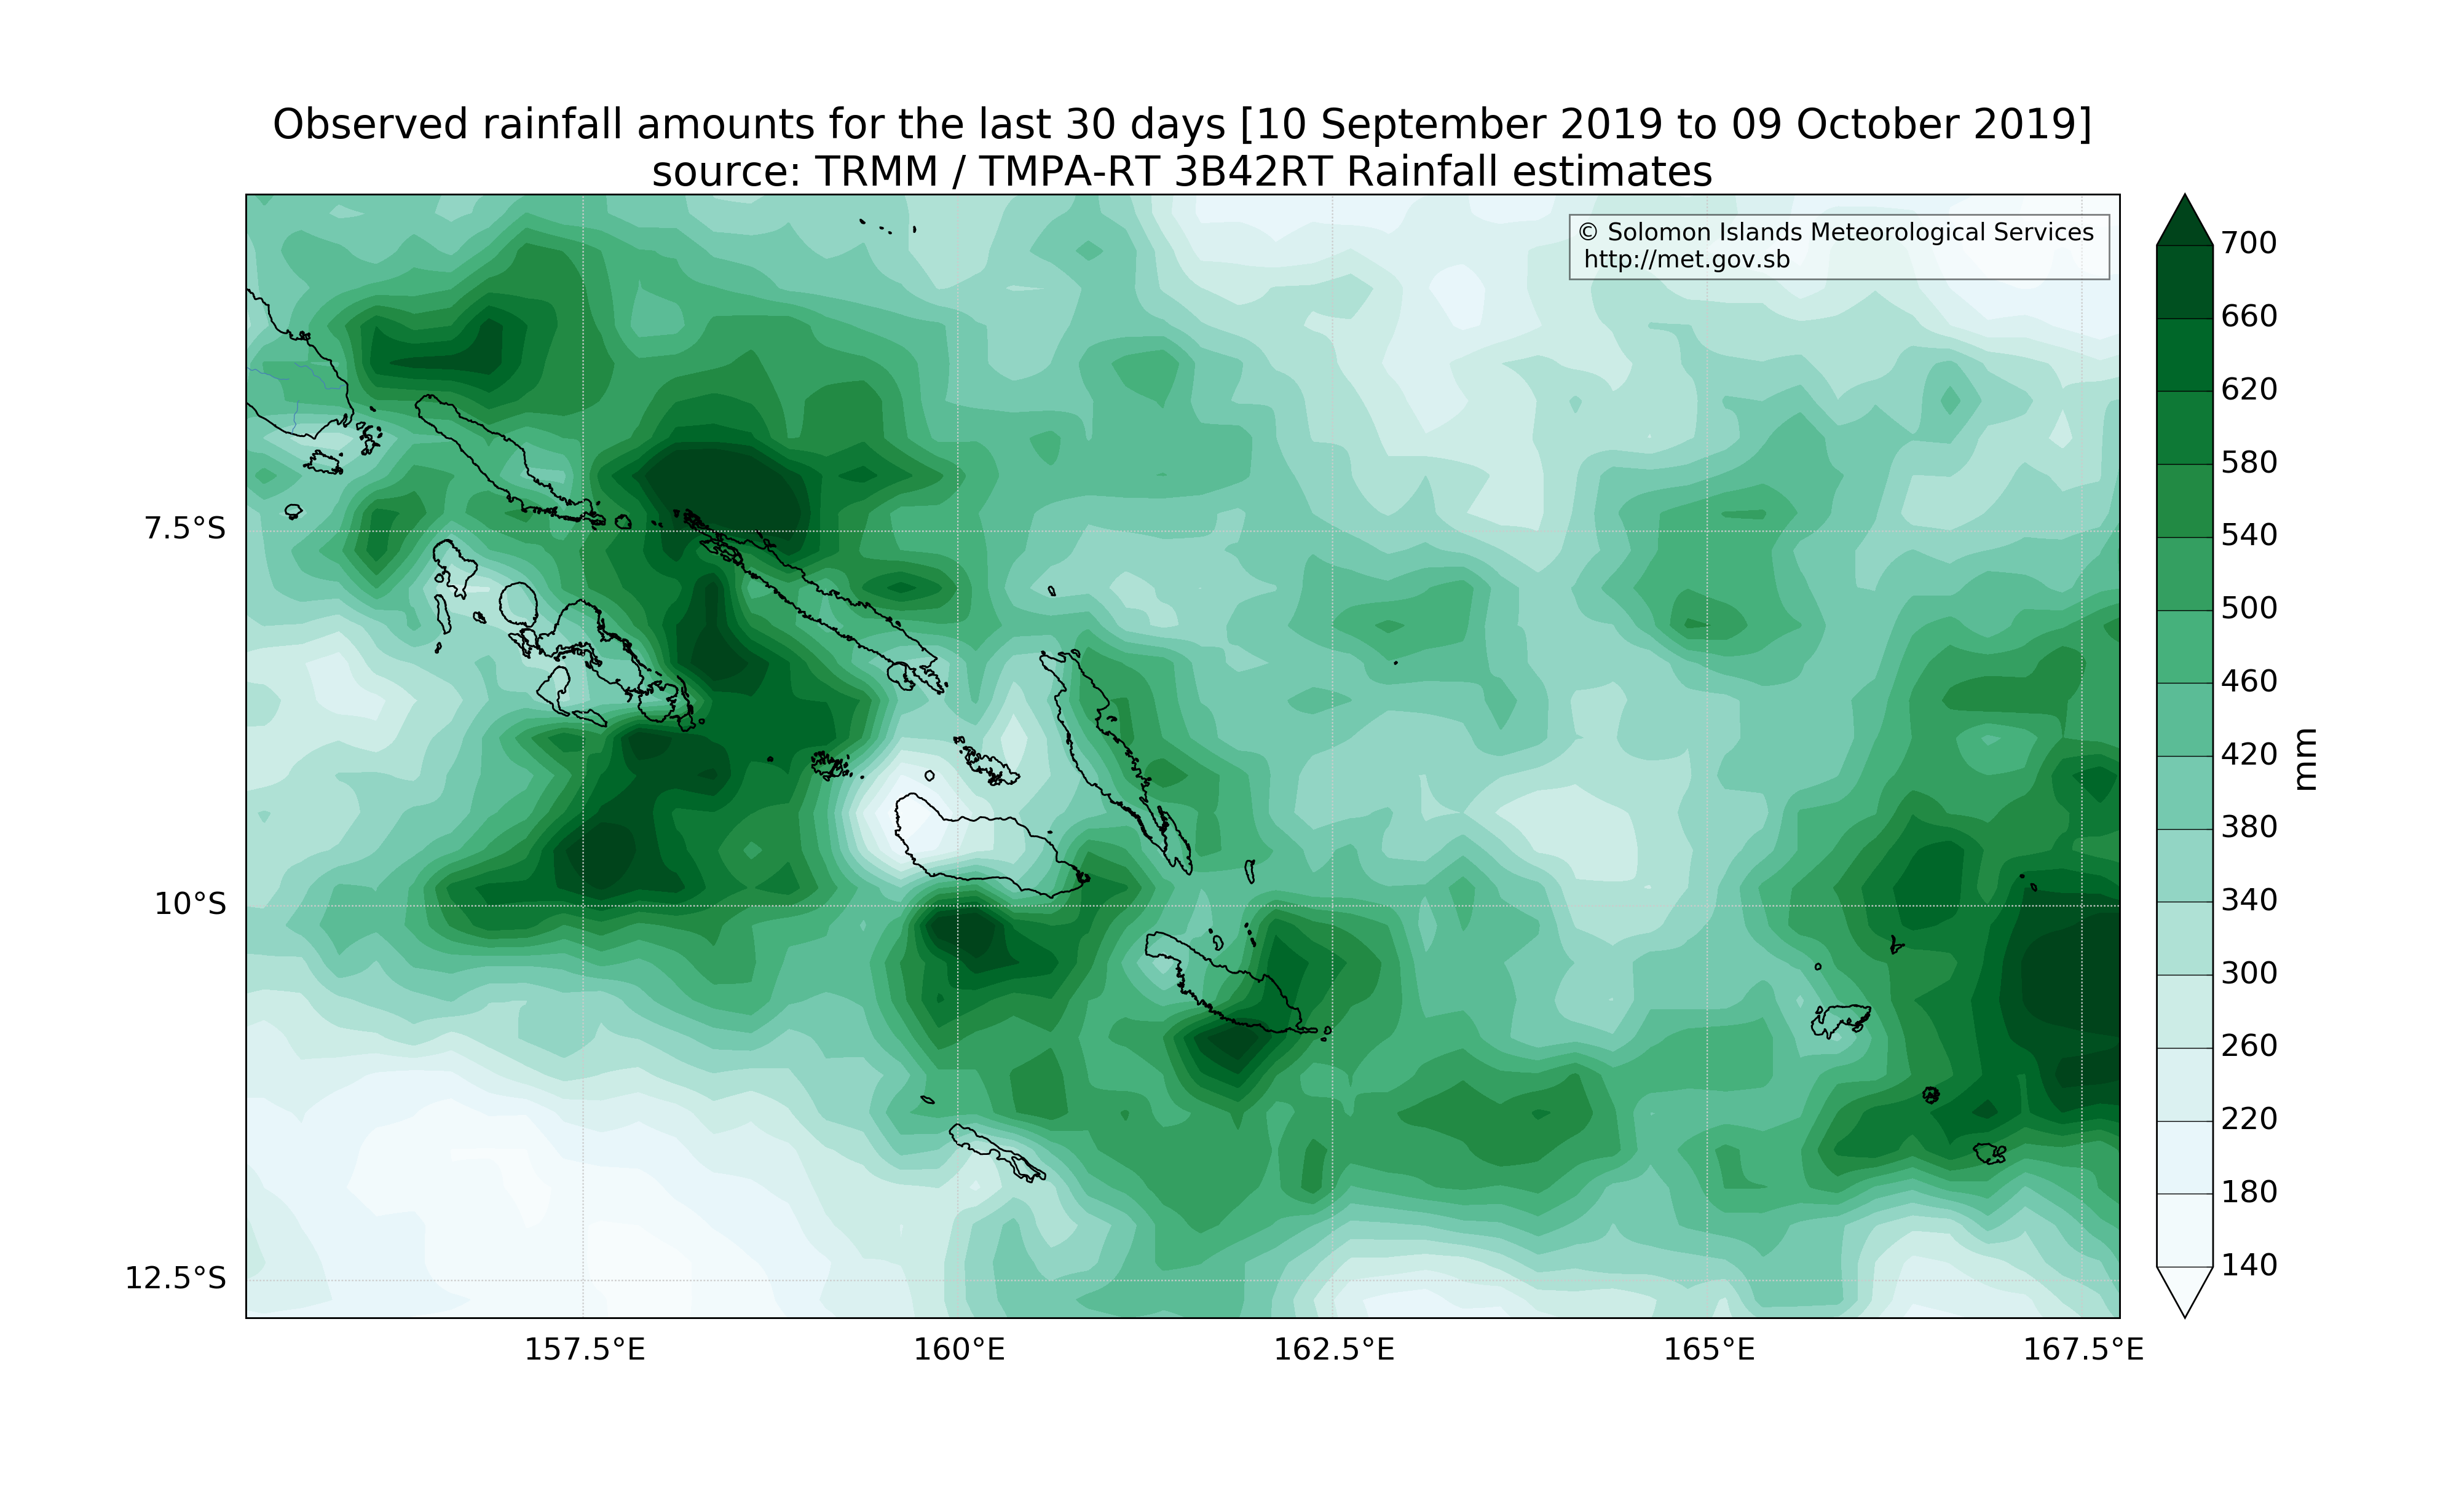 Observed rainfall amounts for the last 30 days [10 September 2019 to 09 October 2019]
source: TRMM / TMPA-RT 3B42RT Rainfall estimates
© Solomon Islands Meteorological Services
http://met.gov.sb
7.5°S
10°S
12.5°S
157.5°E
160°E
162.5°E
165°E
167.5°E
700
660
620
580
540
500
460
420
380
340
300
260
220
180
140
mm